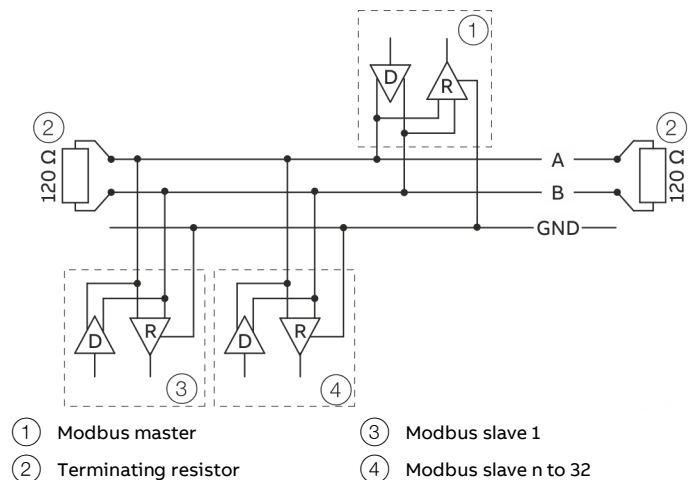 1
D
R
2
120 Ω
A
B
GND
2
120 Ω
D
R
3
D
R
4
1 Modbus master
2 Terminating resistor
3 Modbus slave 1
4 Modbus slave n to 32